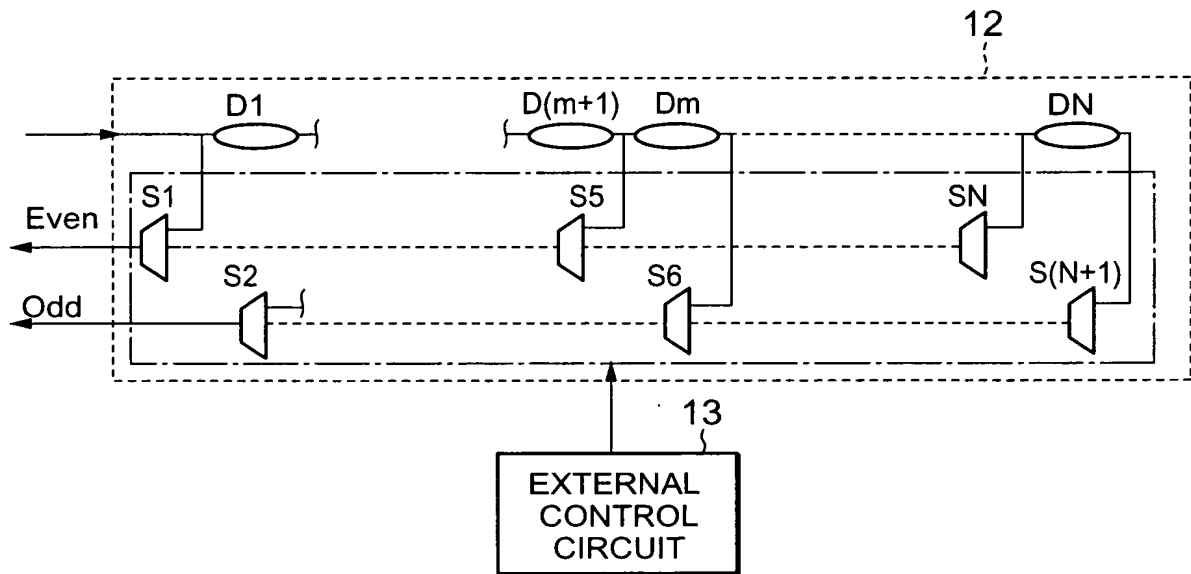 12
D1
D(m+1)
Dm
DN
S1
S5
SN
Even
S2
S6
S(N+1)
Odd
13
EXTERNAL
CONTROL
CIRCUIT